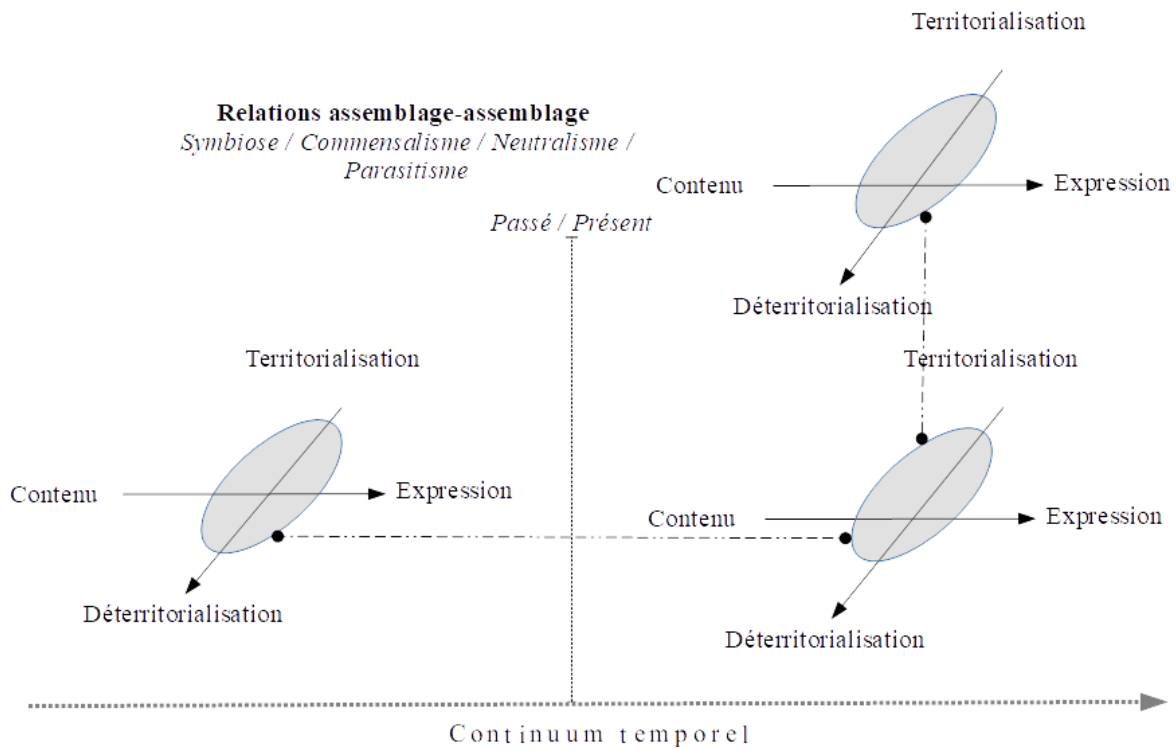 Territorialisation
Relations assemblage-assemblage
Symbiose / Commensalisme / Neutralisme /
Parasitisme
Contenu
Expression
Passé / Présent
Déterritorialisation
Territorialisation
Territorialisation
Contenu
Expression
Contenu
Expression
Déterritorialisation
Déterritorialisation
Continuum temporel